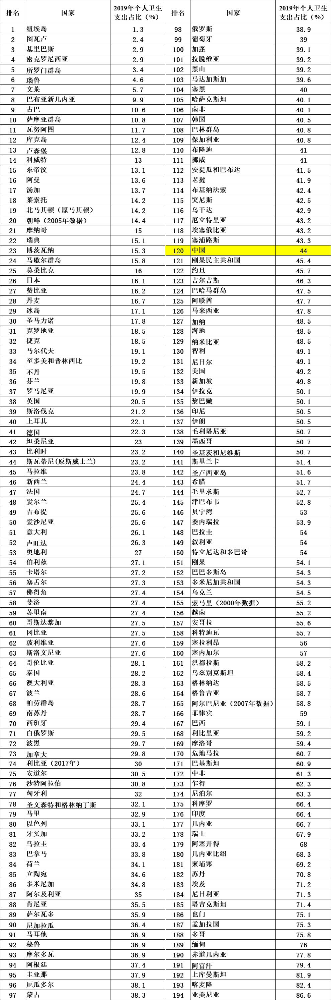 排名 国家 2019年个人卫生支出占比（%） 排名 国家 2019年个人卫生支出占比（%）
1 纽埃岛 1.3 98 俄罗斯 38.9
2 图瓦卢 2.4 99 葡萄牙 39
3 基里巴斯 2.9 100 加蓬 39.1
4 密克罗尼西亚 2.9 101 拉脱维亚 39.2
5 所罗门群岛 3.4 102 黑山 39.2
6 瑙鲁 4.6 103 马达加斯加 39.6
7 文莱 5.7 104 塞黑 40
8 巴布亚新几内亚 9.9 105 哈萨克斯坦 40.1
9 古巴 10.6 106 南非 40.1
10 萨摩亚群岛 10.8 107 韩国 40.5
11 瓦努阿图 11.7 108 巴林群岛 40.8
12 库克岛 12.4 109 保加利亚 40.8
13 卢森堡 12.8 110 布隆迪 41
14 科威特 13 111 挪威 41
15 东帝汶 13.1 112 安提瓜和巴布达 41.5
16 阿曼 13.6 113 老挝 41.9
17 汤加 13.7 114 布基纳法索 42.4
18 莱索托 14.2 115 突尼斯 42.5
19 北马其顿（原马其顿） 14.2 116 乌干达 42.9
20 朝鲜（2005年数据） 14.4 117 厄立特里亚 43.2
21 摩纳哥 15 118 埃塞俄比亚 43.2
22 瑞典 15.1 119 塞浦路斯 43.3
23 博茨瓦纳 15.3 120 中国 44
24 马歇尔群岛 15.8 121 刚果民主共和国 45.4
25 莫桑比克 16 122 约旦 45.7
26 日本 16.1 123 吉尔吉斯 46.3
27 赞比亚 16.2 124 巴哈马群岛 47.5
28 丹麦 16.7 125 阿联酋 47.7
29 冰岛 17.1 126 马来西亚 47.8
30 圣马力诺 17.8 127 加纳 48.5
31 克罗地亚 18.5 128 海地 48.5
32 捷克 18.5 129 纳米比亚 48.5
33 马尔代夫 19.1 130 智利 49.1
34 至多美和普林西比 19.2 131 尼日尔 49.1
35 不丹 19.5 132 美国 49.2
36 芬兰 19.8 133 新加坡 49.8
37 罗马尼亚 19.9 134 伊拉克 50.1
38 英国 20.5 135 黎巴嫩 50.1
39 斯洛伐克 21.2 136 印尼 50.5
40 土耳其 22.1 137 伊朗 50.5
41 德国 22.3 138 毛利塔尼亚 50.7
42 坦桑尼亚 23 139 墨西哥 50.7
43 比利时 23.2 140 圣基茨和尼维斯 50.7
44 斯瓦蒂尼(原斯威士兰) 23.2 141 斯里兰卡 51.4
45 马拉维 23.8 142 圣卢西亚岛 51.6
46 新西兰 24.4 143 希腊 51.7
47 法国 24.7 144 毛里求斯 52.7
48 爱尔兰 25.4 145 津巴布韦 52.8
49 吉布提 25.6 146 贝宁湾 53
50 爱沙尼亚 25.6 147 委内瑞拉 53.9
51 意大利 26.1 148 巴拉圭 54
52 卢旺达 26.3 149 叙利亚 54
53 奥地利 27 150 特立尼达和多巴哥 54
54 伯利兹 27.1 151 刚果 54.1
55 卡塔尔 27.2 152 巴巴多斯岛 54.3
56 塞舌尔 27.3 153 多米尼加共和国 54.3
57 佛得角 27.4 154 乌克兰 54.5
58 斐济 27.4 155 索马里（2000年数据） 55.2
59 苏里南 27.4 156 越南 55.2
60 哥斯达黎加 27.5 157 安哥拉 55.6
61 冈比亚 27.5 158 科特迪瓦 55.7
62 玻利维亚 27.6 159 塞拉利昂 56
63 斯洛文尼亚 27.6 160 塞内加尔 57
64 哥伦比亚 28.1 161 洪都拉斯 58.2
65 泰国 28.2 162 乌兹别克斯坦 58.4
66 澳大利亚 28.3 163 格林纳达 58.5
67 波兰 28.6 164 格鲁吉亚 58.7
68 帕劳群岛 28.7 165 阿尔巴尼亚（2007年数据） 58.8
69 南苏丹 28.7 166 菲律宾 59
70 西班牙 29.4 167 巴西 59.1
71 白俄罗斯 29.5 168 利比里亚 59.2
72 波黑 29.7 169 摩洛哥 59.4
73 加拿大 29.8 170 危地马拉 60.7
74 利比亚（2017年） 30 171 巴基斯坦 60.9
75 安道尔 30.5 172 中非 61.3
76 沙特阿拉伯 30.8 173 乍得 62.3
77 匈牙利 32 174 尼泊尔 63.3
78 圣文森特和格林纳丁斯 32.1 175 科摩罗 66.4
79 马里 32.9 176 印度 66.4
80 以色列 33.1 177 几内亚 66.7
81 牙买加 33.2 178 瑞士 67.9
82 乌拉圭 33.4 179 阿塞开得 68
83 巴拿马 33.8 180 几内亚比绍 68.3
84 荷兰 34.1 181 柬埔寨 69.2
85 立陶宛 34.6 182 苏丹 70.8
86 多米尼加 34.8 183 埃及 71.2
87 阿尔及利亚 35 184 尼日利亚 71.3
88 肯尼亚 35.5 185 塔吉克斯坦 71.4
89 萨尔瓦多 35.9 186 也门 75.1
90 尼加拉瓜 36.4 187 孟加拉国 75.3
91 马耳他 36.9 188 多哥 75.8
92 秘鲁 36.9 189 缅甸 76
93 摩尔多瓦 36.9 190 赤道几内亚 77.8
94 阿根廷 37.4 191 阿富汗 79.4
95 圭亚那 37.9 192 土库曼斯坦 81.9
96 厄瓜多尔 38.1 193 喀麦隆 82.4
97 蒙古 38.3 194 亚美尼亚 86.6